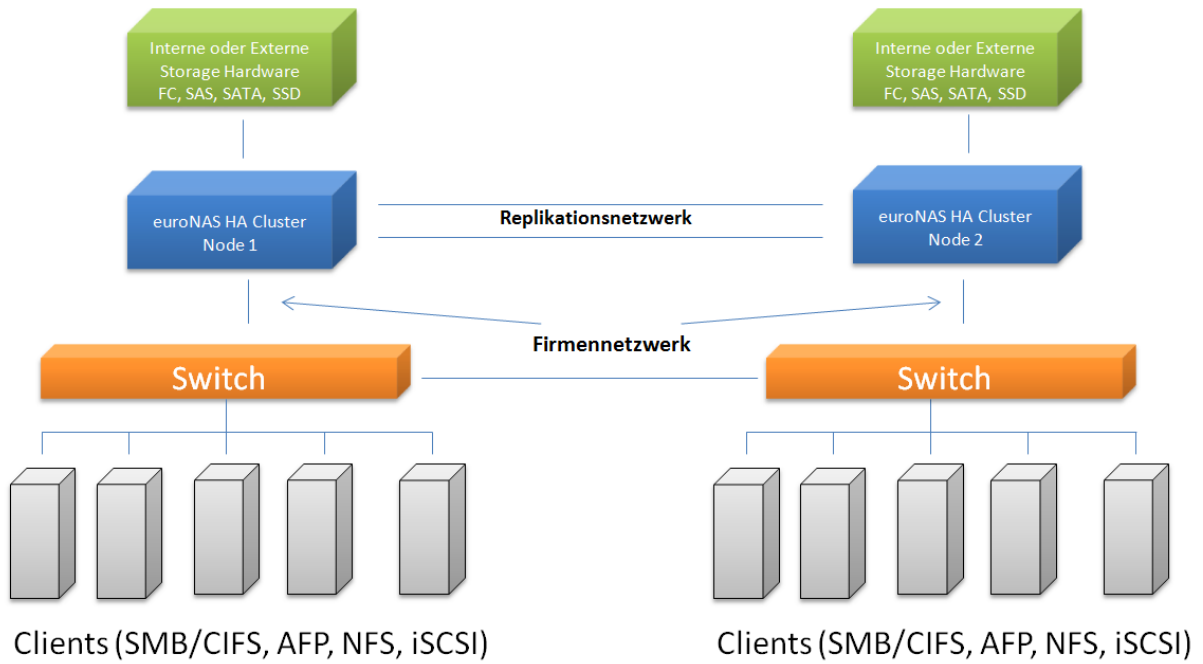 Interne oder Externe
Storage Hardware
FC, SAS, SATA, SSD
Interne oder Externe
Storage Hardware
FC, SAS, SATA, SSD
euroNAS HA Cluster
Node 1
Replikationsnetzwerk
euroNAS HA Cluster
Node 2
Firmennetzwerk
Switch
Switch
Clients (SMB/CIFS, AFP, NFS, iSCSI)
Clients (SMB/CIFS, AFP, NFS, iSCSI)